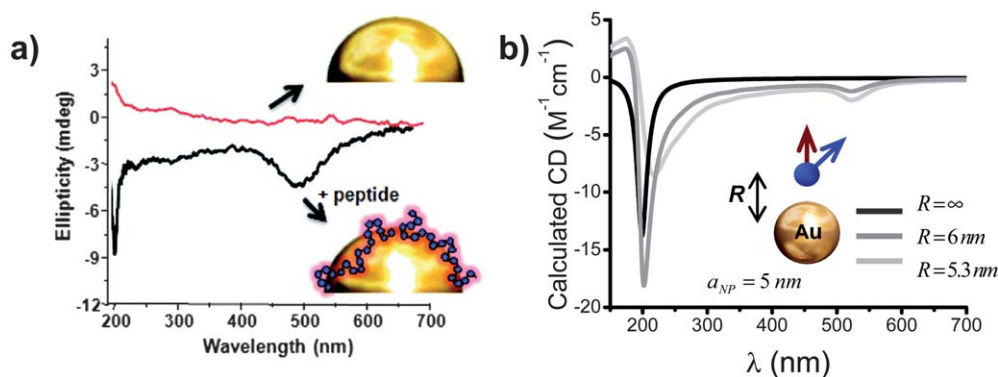 a)
Ellipticity (mdeg)
3
0
-3
-6
-9
-12
200 300 400 500 600 700
Wavelength (nm)
+ peptide
b)
Calculated CD (M⁻¹cm⁻¹)
5
0
-5
-10
-15
-20
200 300 400 500 600 700
λ (nm)
R
Au
a_NP = 5 nm
R = ∞
R = 6 nm
R = 5.3 nm